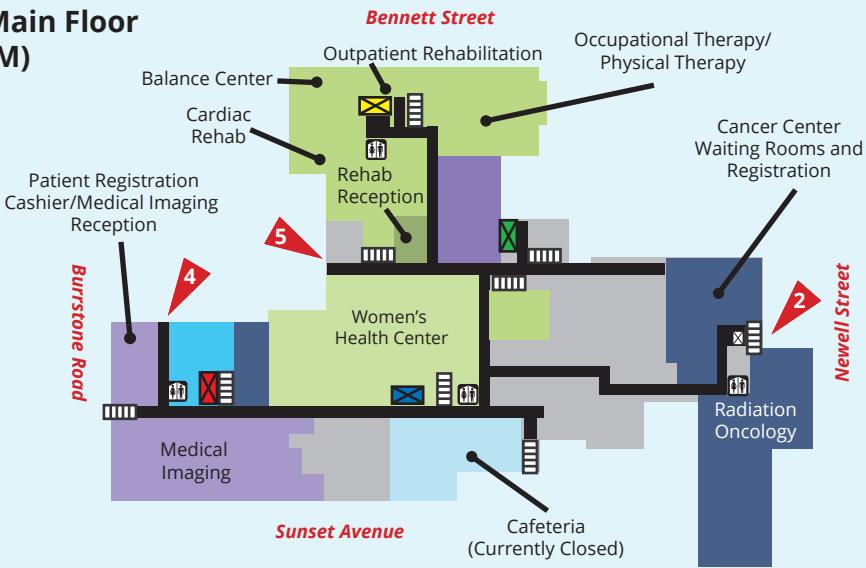 Main Floor
M)
Bennett Street
Outpatient Rehabilitation
Occupational Therapy/
Physical Therapy
Balance Center
Cardiac
Rehab
Cancer Center
Waiting Rooms and
Registration
Patient Registration
Cashier/Medical Imaging
Reception
Rehab
Reception
5
4
2
Burrstone Road
Newell Street
Women's
Health Center
Radiation
Oncology
Medical
Imaging
Sunset Avenue
Cafeteria
(Currently Closed)